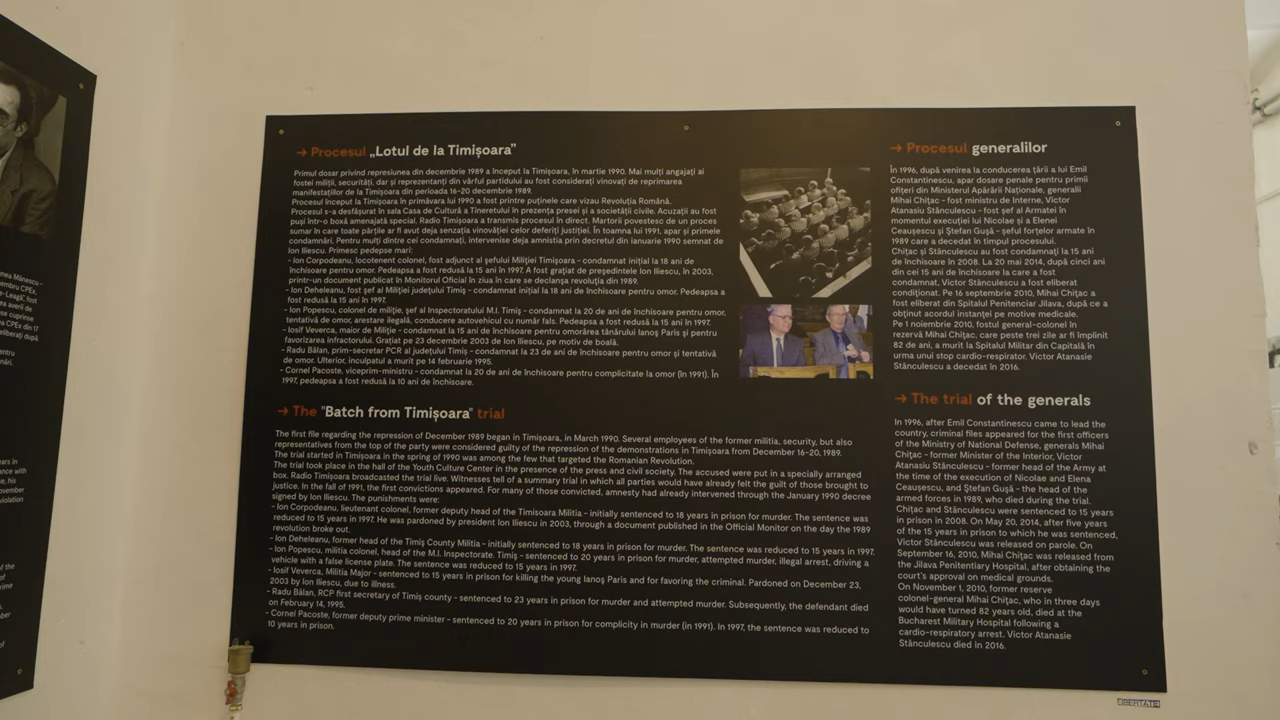 → Procesul „Lotul de la Timișoara”
Primul dosar privind represiunea din decembrie 1989 a început la Timișoara, în martie 1990. Mai mulți angajați ai
fostei miliții, securități, dar și reprezentanți din vârful partidului au fost considerați vinovați de reprimarea
manifestațiilor de la Timișoara din perioada 16-20 decembrie 1989.
Procesul început la Timișoara în primăvara lui 1990 a fost printre puținele care vizau Revoluția Română.
Procesul s-a desfășurat în sala Casa de Cultură a Tineretului în prezența presei și a societății civile. Acuzații au fost
puși într-o boxă amenajată special. Radio Timișoara a transmis procesul în direct. Martorii povestesc de un proces
sumar în care toate părțile ar fi avut deja senzația vinovăției celor deferiți justiției. În toamna lui 1991, apar și primele
condamnări. Pentru mulți dintre cei condamnați, intervenise deja amnistia prin decretul din ianuarie 1990 semnat de
Ion Iliescu. Primesc pedepse mari:
- Ion Corpodeanu, locotenent colonel, fost adjunct al șefului Miliției Timișoara - condamnat inițial la 18 ani de
închisoare pentru omor. Pedeapsa a fost redusă la 15 ani în 1997. A fost grațiat de președintele Ion Iliescu, în 2003,
printr-un document publicat în Monitorul Oficial în ziua în care se declanșa revoluția din 1989.
- Ion Deheleanu, fost șef al Miliției județului Timiș - condamnat inițial la 18 ani de închisoare pentru omor. Pedeapsa a
fost redusă la 15 ani în 1997.
- Ion Popescu, colonel de miliție, șef al Inspectoratului M.I. Timiș - condamnat la 20 de ani de închisoare pentru omor,
tentativă de omor, arestare ilegală, conducere autovehicul cu număr fals. Pedeapsa a fost redusă la 15 ani în 1997.
- Iosif Veverca, maior de Miliție - condamnat la 15 ani de închisoare pentru omorârea tânărului Ianoș Paris și pentru
favorizarea infractorului. Grațiat pe 23 decembrie 2003 de Ion Iliescu, pe motiv de boală.
- Radu Bălan, prim-secretar PCR al județului Timiș - condamnat la 23 de ani de închisoare pentru omor și tentativă
de omor. Ulterior, inculpatul a murit pe 14 februarie 1995.
- Cornel Pacoste, viceprim-ministru - condamnat la 20 de ani de închisoare pentru complicitate la omor (în 1991). În
1997, pedeapsa a fost redusă la 10 ani de închisoare.
→ The "Batch from Timișoara" trial
The first file regarding the repression of December 1989 began in Timișoara, in March 1990. Several employees of the former militia, security, but also
representatives from the top of the party were considered guilty of the repression of the demonstrations in Timișoara from December 16-20, 1989.
The trial started in Timișoara in the spring of 1990 was among the few that targeted the Romanian Revolution.
The trial took place in the hall of the Youth Culture Center in the presence of the press and civil society. The accused were put in a specially arranged
box. Radio Timișoara broadcasted the trial live. Witnesses tell of a summary trial in which all parties would have already felt the guilt of those brought to
justice. In the fall of 1991, the first convictions appeared. For many of those convicted, amnesty had already intervened through the January 1990 decree
signed by Ion Iliescu. The punishments were:
- Ion Corpodeanu, lieutenant colonel, former deputy head of the Timisoara Militia - initially sentenced to 18 years in prison for murder. The sentence was
reduced to 15 years in 1997. He was pardoned by president Ion Iliescu in 2003, through a document published in the Official Monitor on the day the 1989
revolution broke out.
- Ion Deheleanu, former head of the Timiș County Militia - initially sentenced to 18 years in prison for murder. The sentence was reduced to 15 years in 1997.
- Ion Popescu, militia colonel, head of the M.I. Inspectorate. Timiș - sentenced to 20 years in prison for murder, attempted murder, illegal arrest, driving a
vehicle with a false license plate. The sentence was reduced to 15 years in 1997.
- Iosif Veverca, Militia Major - sentenced to 15 years in prison for killing the young Ianoș Paris and for favoring the criminal. Pardoned on December 23,
2003 by Ion Iliescu, due to illness.
- Radu Bălan, RCP first secretary of Timiș county - sentenced to 23 years in prison for murder and attempted murder. Subsequently, the defendant died
on February 14, 1995.
- Cornel Pacoste, former deputy prime minister - sentenced to 20 years in prison for complicity in murder (in 1991). In 1997, the sentence was reduced to
10 years in prison.
→ Procesul generalilor
În 1996, după venirea la conducerea țării a lui Emil
Constantinescu, apar dosare penale pentru primii
ofițeri din Ministerul Apărării Naționale, generalii
Mihai Chițac - fost ministru de Interne, Victor
Atanasiu Stănculescu - fost șef al Armatei în
momentul execuției lui Nicolae și a Elenei
Ceaușescu și Ștefan Gușă - șeful forțelor armate în
1989 care a decedat în timpul procesului.
Chițac și Stănculescu au fost condamnați la 15 ani
de închisoare în 2008. La 20 mai 2014, după cinci ani
din cei 15 ani de închisoare la care a fost
condamnat, Victor Stănculescu a fost eliberat
condiționat. Pe 16 septembrie 2010, Mihai Chițac a
fost eliberat din Spitalul Penitenciar Jilava, după ce a
obținut acordul instanței pe motive medicale.
Pe 1 noiembrie 2010, fostul general-colonel în
rezervă Mihai Chițac, care peste trei zile ar fi împlinit
82 de ani, a murit la Spitalul Militar din Capitală în
urma unui stop cardio-respirator. Victor Atanasie
Stănculescu a decedat în 2016.
→ The trial of the generals
In 1996, after Emil Constantinescu came to lead the
country, criminal files appeared for the first officers
of the Ministry of National Defense, generals Mihai
Chițac - former Minister of the Interior, Victor
Atanasiu Stănculescu - former head of the Army at
the time of the execution of Nicolae and Elena
Ceaușescu, and Ștefan Gușă - the head of the
armed forces in 1989, who died during the trial.
Chițac and Stănculescu were sentenced to 15 years
in prison in 2008. On May 20, 2014, after five years
of the 15 years in prison to which he was sentenced,
Victor Stănculescu was released on parole. On
September 16, 2010, Mihai Chițac was released from
the Jilava Penitentiary Hospital, after obtaining the
court's approval on medical grounds.
On November 1, 2010, former reserve
colonel-general Mihai Chițac, who in three days
would have turned 82 years old, died at the
Bucharest Military Hospital following a
cardio-respiratory arrest. Victor Atanasie
Stănculescu died in 2016.
LIBERTATEA